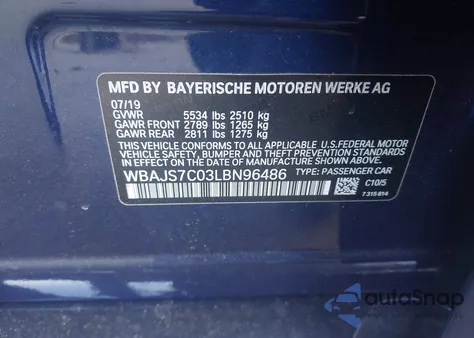 MFD BY BAYERISCHE MOTOREN WERKE AG
07/19
GVWR 5534 lbs 2510 kg
GAWR FRONT 2789 lbs 1265 kg
GAWR REAR 2811 lbs 1275 kg
THIS VEHICLE CONFORMS TO ALL APPLICABLE U.S.FEDERAL MOTOR
VEHICLE SAFETY, BUMPER, AND THEFT PREVENTION STANDARDS
IN EFFECT ON THE DATE OF MANUFACTURE SHOWN ABOVE.
WBAJS7C03LBN96486 TYPE: PASSENGER CAR
C10/5
7 315 814
autoSnap